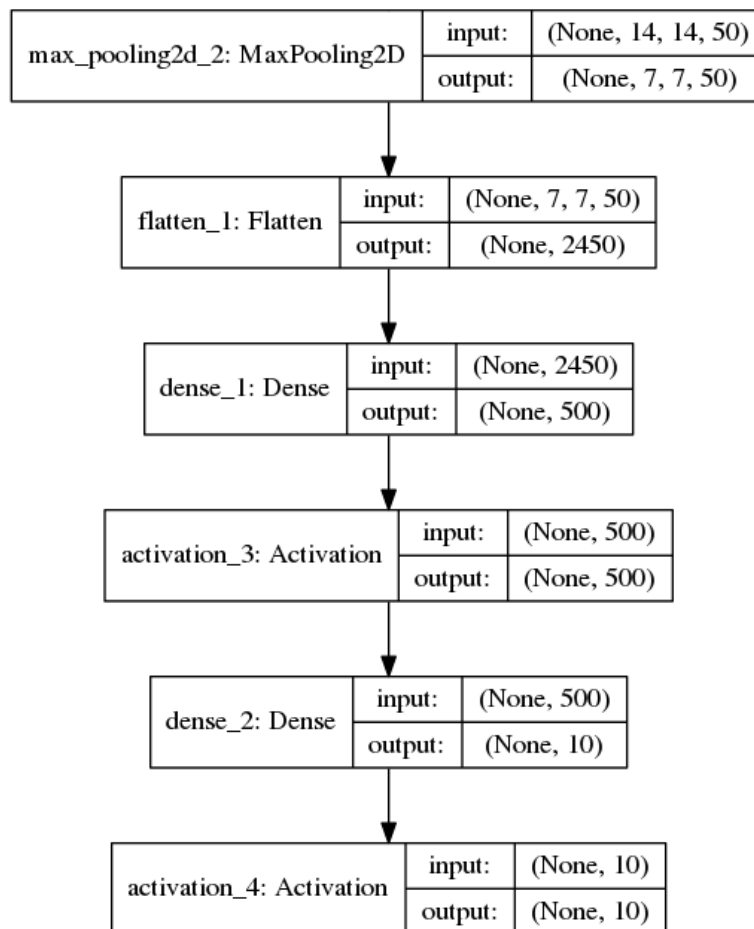 max_pooling2d_2: MaxPooling2D
input: (None, 14, 14, 50)
output: (None, 7, 7, 50)
flatten_1: Flatten
input: (None, 7, 7, 50)
output: (None, 2450)
dense_1: Dense
input: (None, 2450)
output: (None, 500)
activation_3: Activation
input: (None, 500)
output: (None, 500)
dense_2: Dense
input: (None, 500)
output: (None, 10)
activation_4: Activation
input: (None, 10)
output: (None, 10)